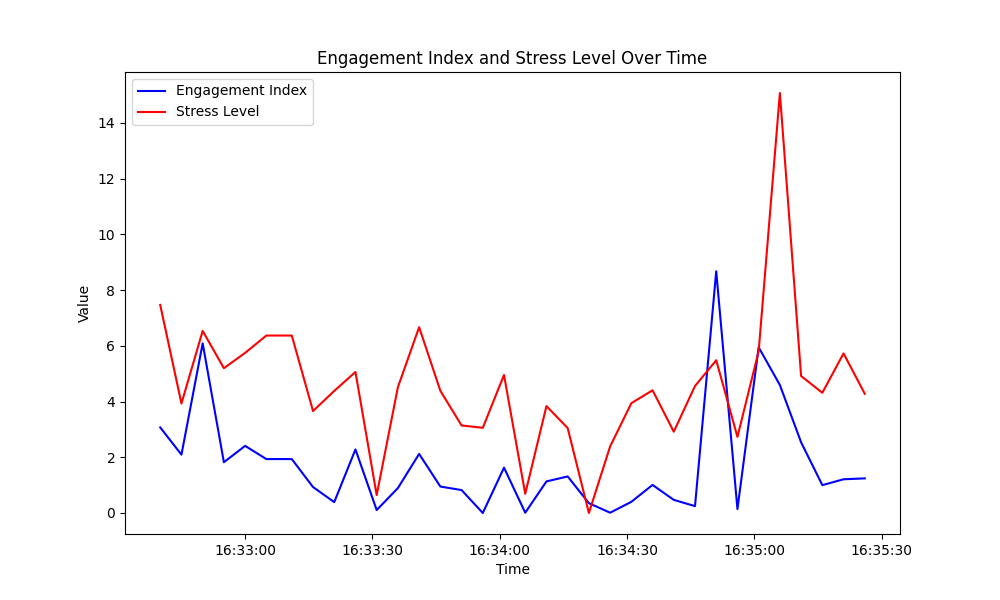 Engagement Index and Stress Level Over Time
Engagement Index
Stress Level
14
12
10
8
6
4
2
0
Value
16:33:00 16:33:30 16:34:00 16:34:30 16:35:00 16:35:30
Time